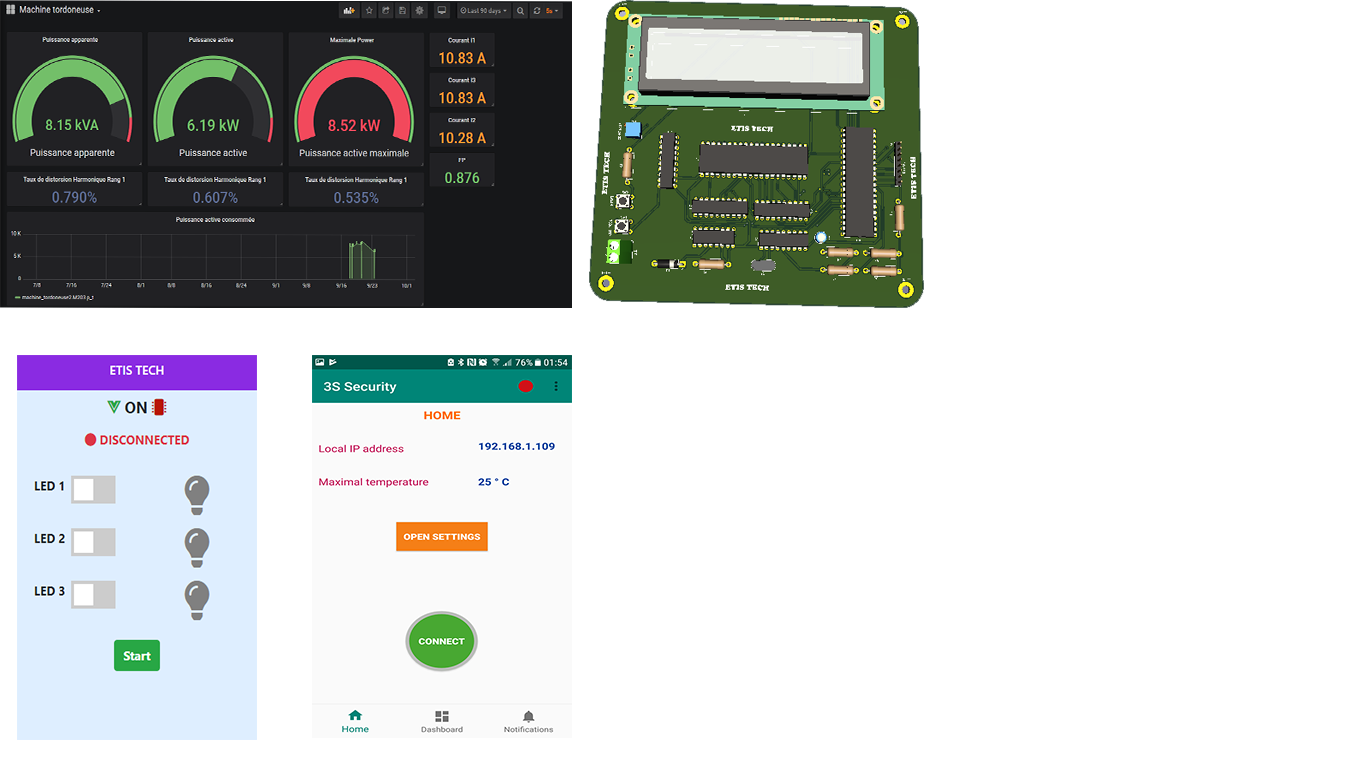 Machine tordoneuse
Last 90 days
5s
Puissance apparente
8.15 kVA
Puissance apparente
Puissance active
6.19 kW
Puissance active
Maximale Power
8.52 kW
Puissance active maximale
Courant I1
10.83 A
Courant I3
10.83 A
Courant I2
10.28 A
FP
0.876
Taux de distorsion Harmonique Rang 1
0.790%
Taux de distorsion Harmonique Rang 1
0.607%
Taux de distorsion Harmonique Rang 1
0.535%
Puissance active consommée
10 K
5 K
0
7/8 7/16 7/24 8/1 8/8 8/16 8/23 9/1 9/8 9/16 9/23 10/1
machine_tordoneuse2.M203.p_t
ETIS TECH
ETIS TECH
ETIS TECH
ETIS TECH
ETIS TECH
ON
DISCONNECTED
LED 1
LED 2
LED 3
Start
76% 01:54
3S Security
HOME
Local IP address 192.168.1.109
Maximal temperature 25 ° C
OPEN SETTINGS
CONNECT
Home Dashboard Notifications